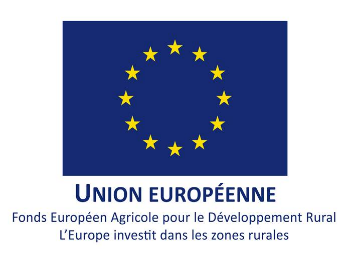 UNION EUROPÉENNE
Fonds Européen Agricole pour le Développement Rural
L'Europe investit dans les zones rurales